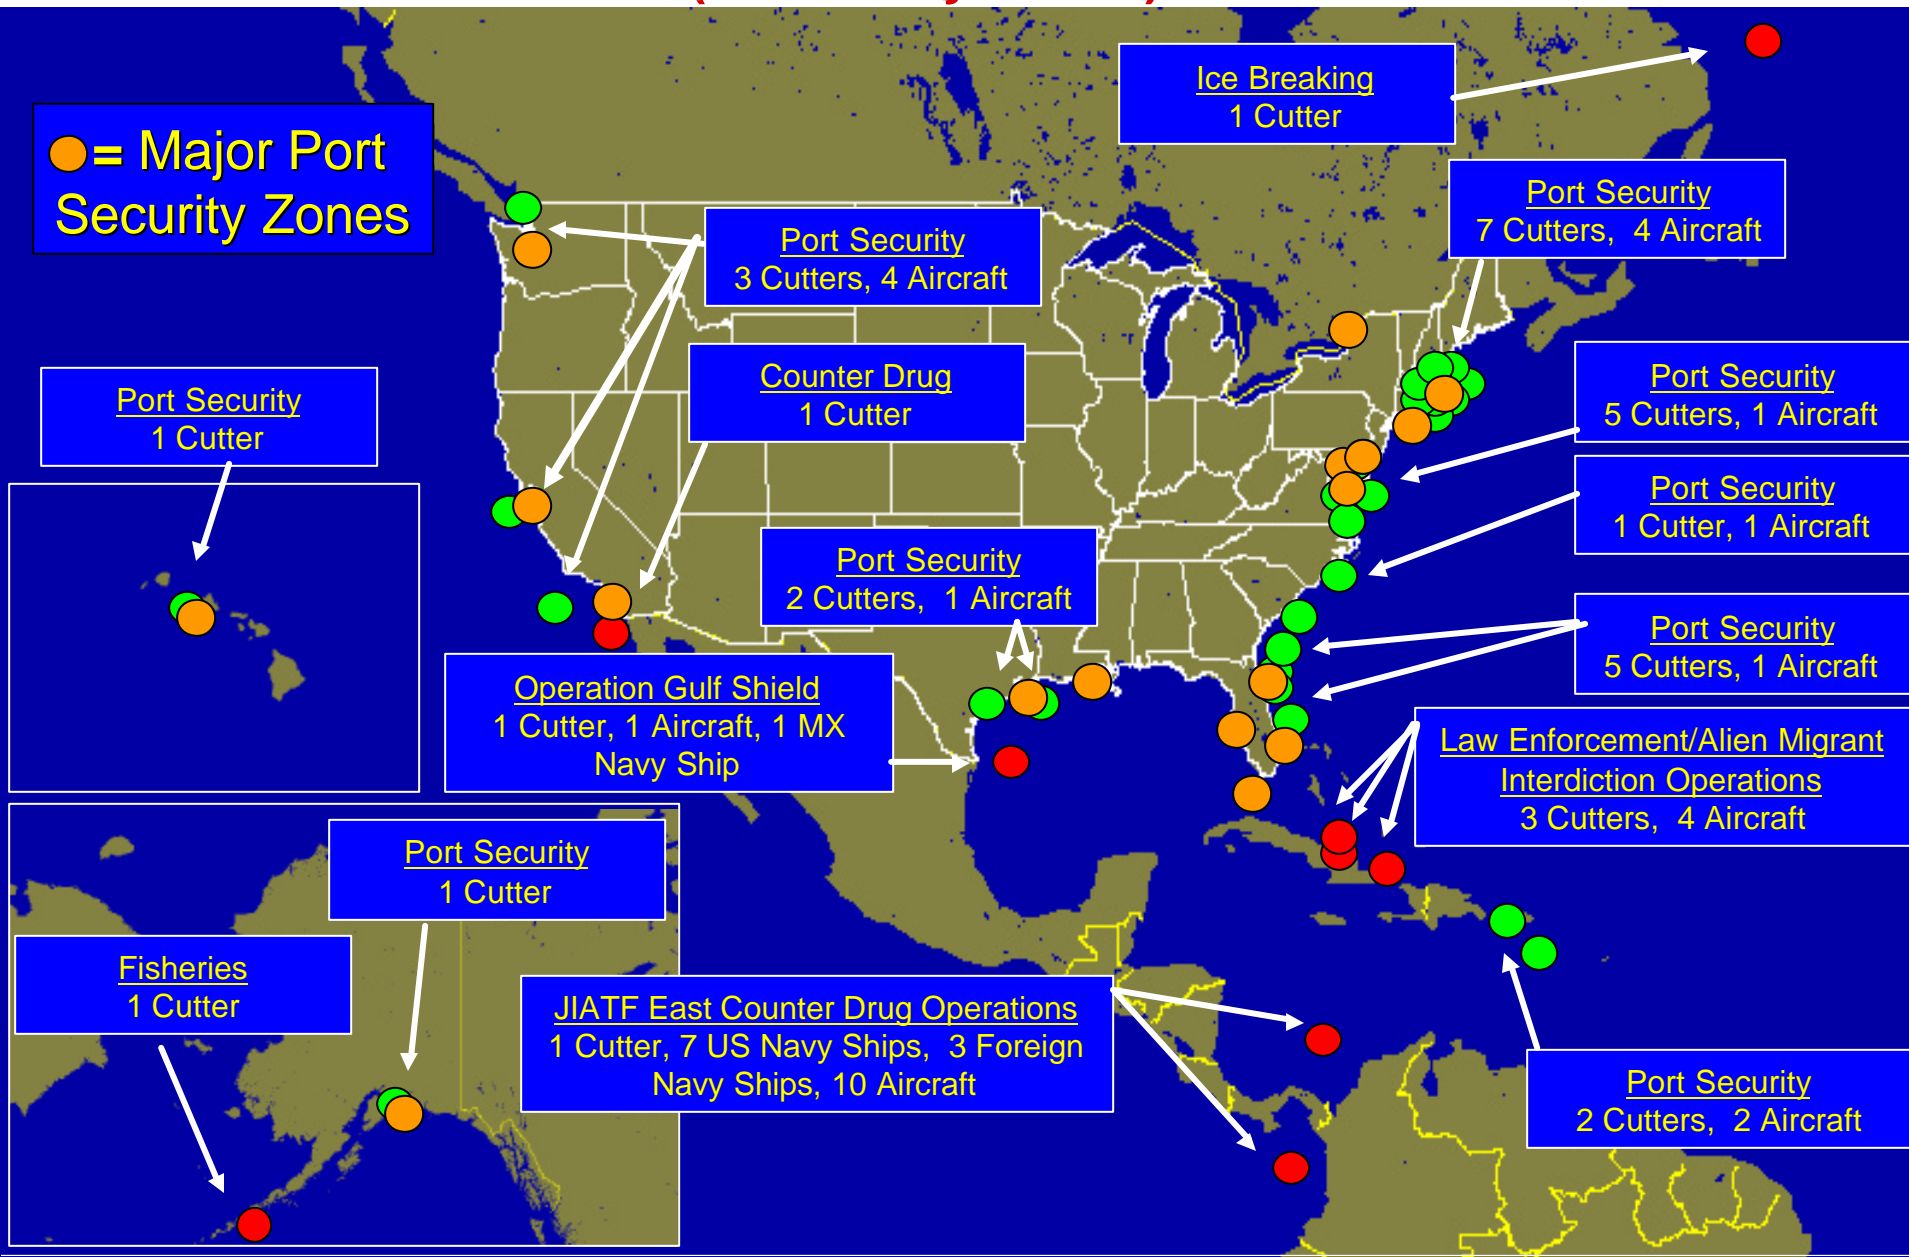 = Major Port
Security Zones
Ice Breaking
1 Cutter
Port Security
7 Cutters, 4 Aircraft
Port Security
3 Cutters, 4 Aircraft
Counter Drug
1 Cutter
Port Security
5 Cutters, 1 Aircraft
Port Security
1 Cutter
Port Security
1 Cutter, 1 Aircraft
Port Security
2 Cutters, 1 Aircraft
Port Security
5 Cutters, 1 Aircraft
Operation Gulf Shield
1 Cutter, 1 Aircraft, 1 MX
Navy Ship
Law Enforcement/Alien Migrant
Interdiction Operations
3 Cutters, 4 Aircraft
Port Security
1 Cutter
Fisheries
1 Cutter
JIATF East Counter Drug Operations
1 Cutter, 7 US Navy Ships, 3 Foreign
Navy Ships, 10 Aircraft
Port Security
2 Cutters, 2 Aircraft